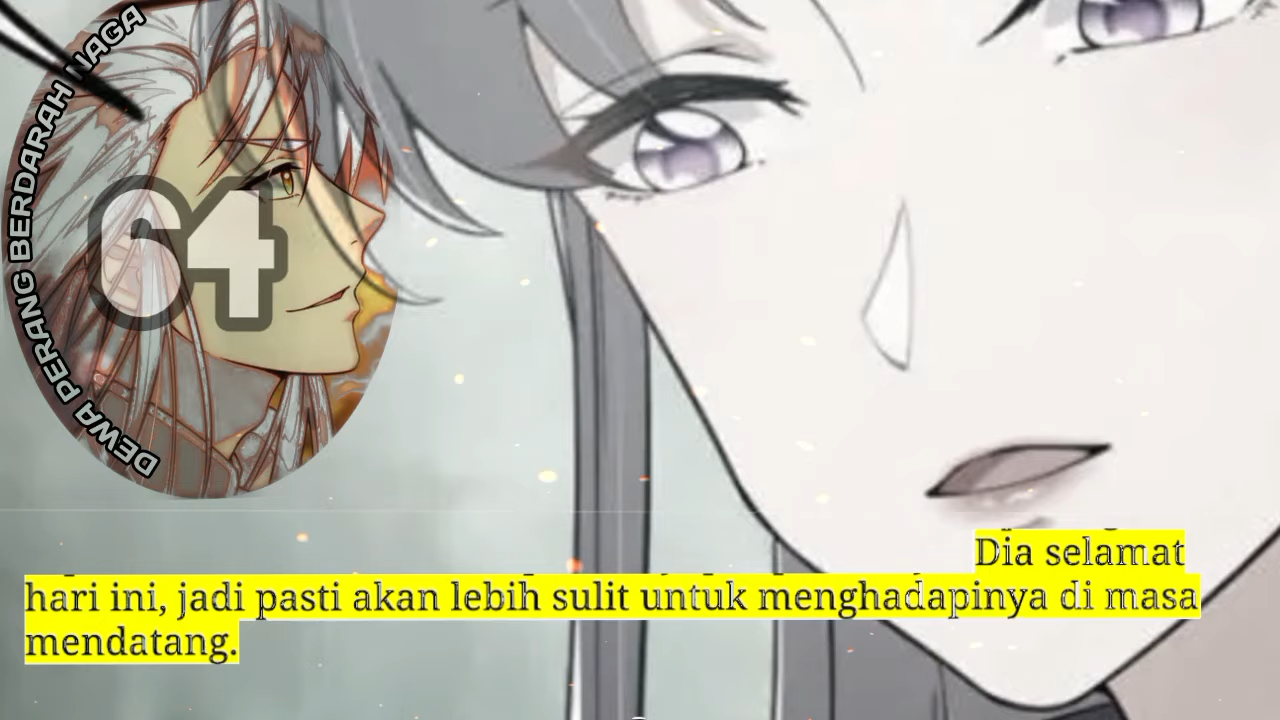 DEWA PERANG BERDARAH NAGA
64
Dia selamat
hari ini, jadi pasti akan lebih sulit untuk menghadapinya di masa
mendatang.